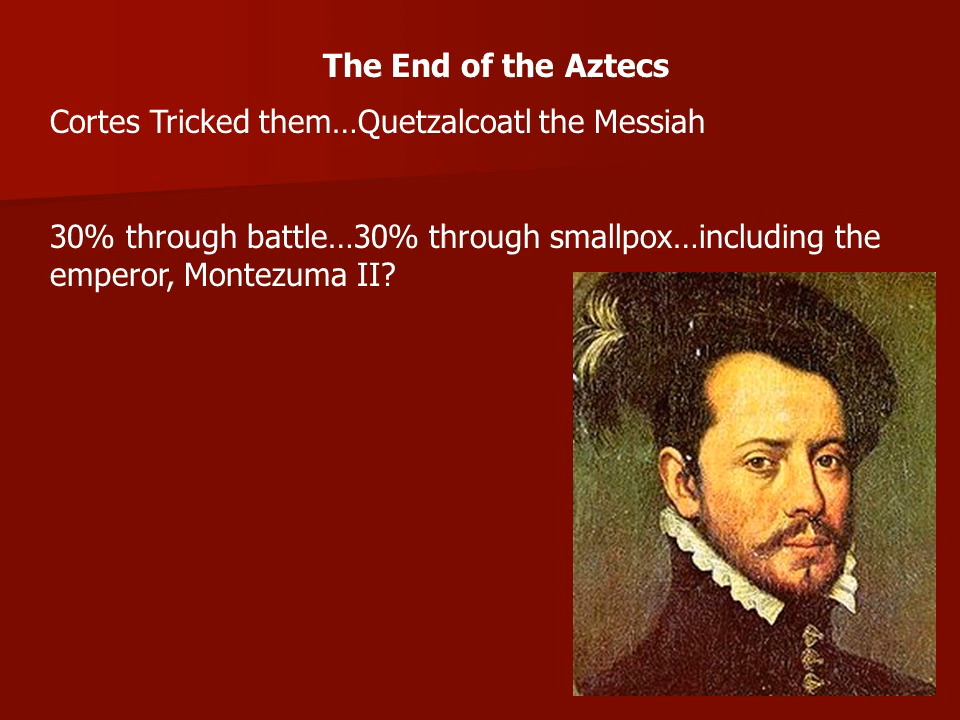 The End of the Aztecs
Cortes Tricked them…Quetzalcoatl the Messiah
30% through battle…30% through smallpox…including the
emperor, Montezuma II?